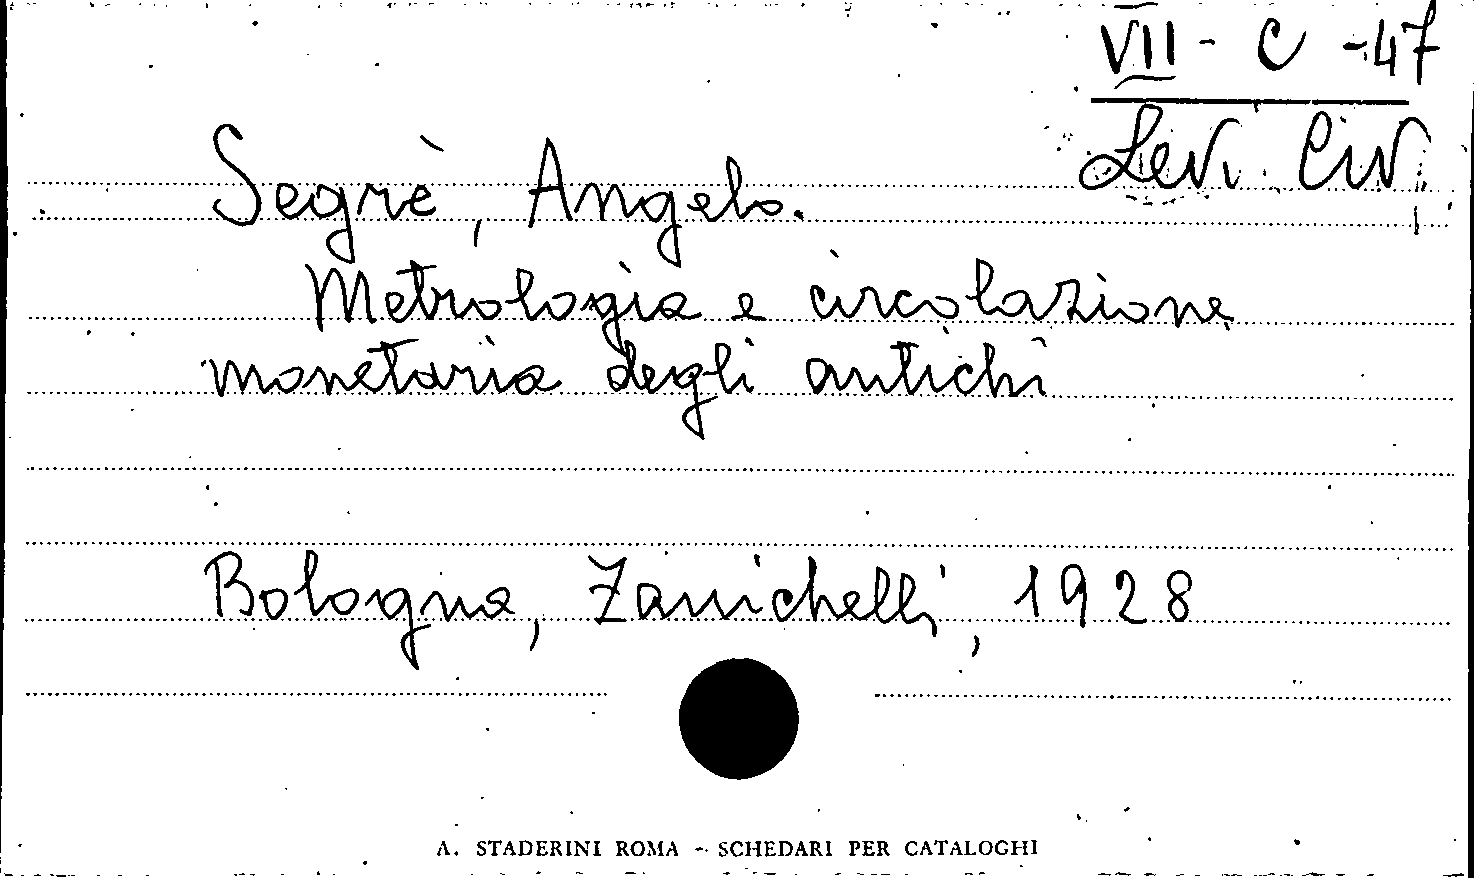 VII - C - 47
Levi. Civ.
Segrè, Angelo.
Metrologia e circolazione
monetaria degli antichi
Bologna, Zanichelli, 1928
A. STADERINI ROMA - SCHEDARI PER CATALOGHI